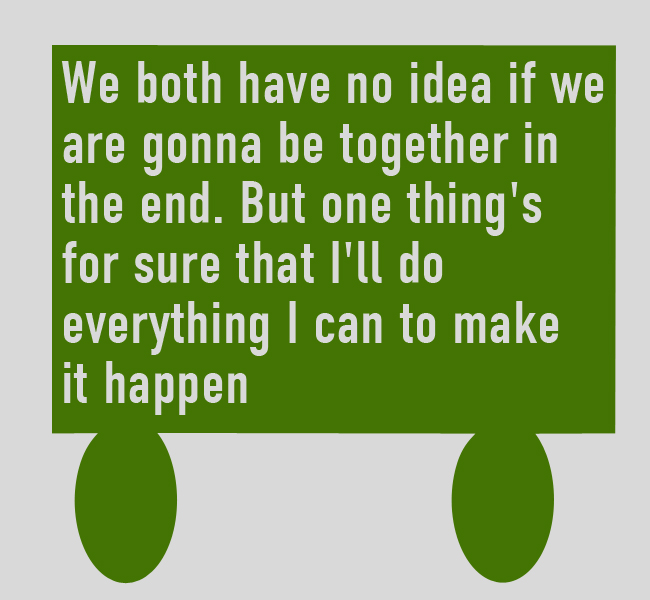 We both have no idea if we
are gonna be together in
the end. But one thing's
for sure that I'll do
everything I can to make
it happen